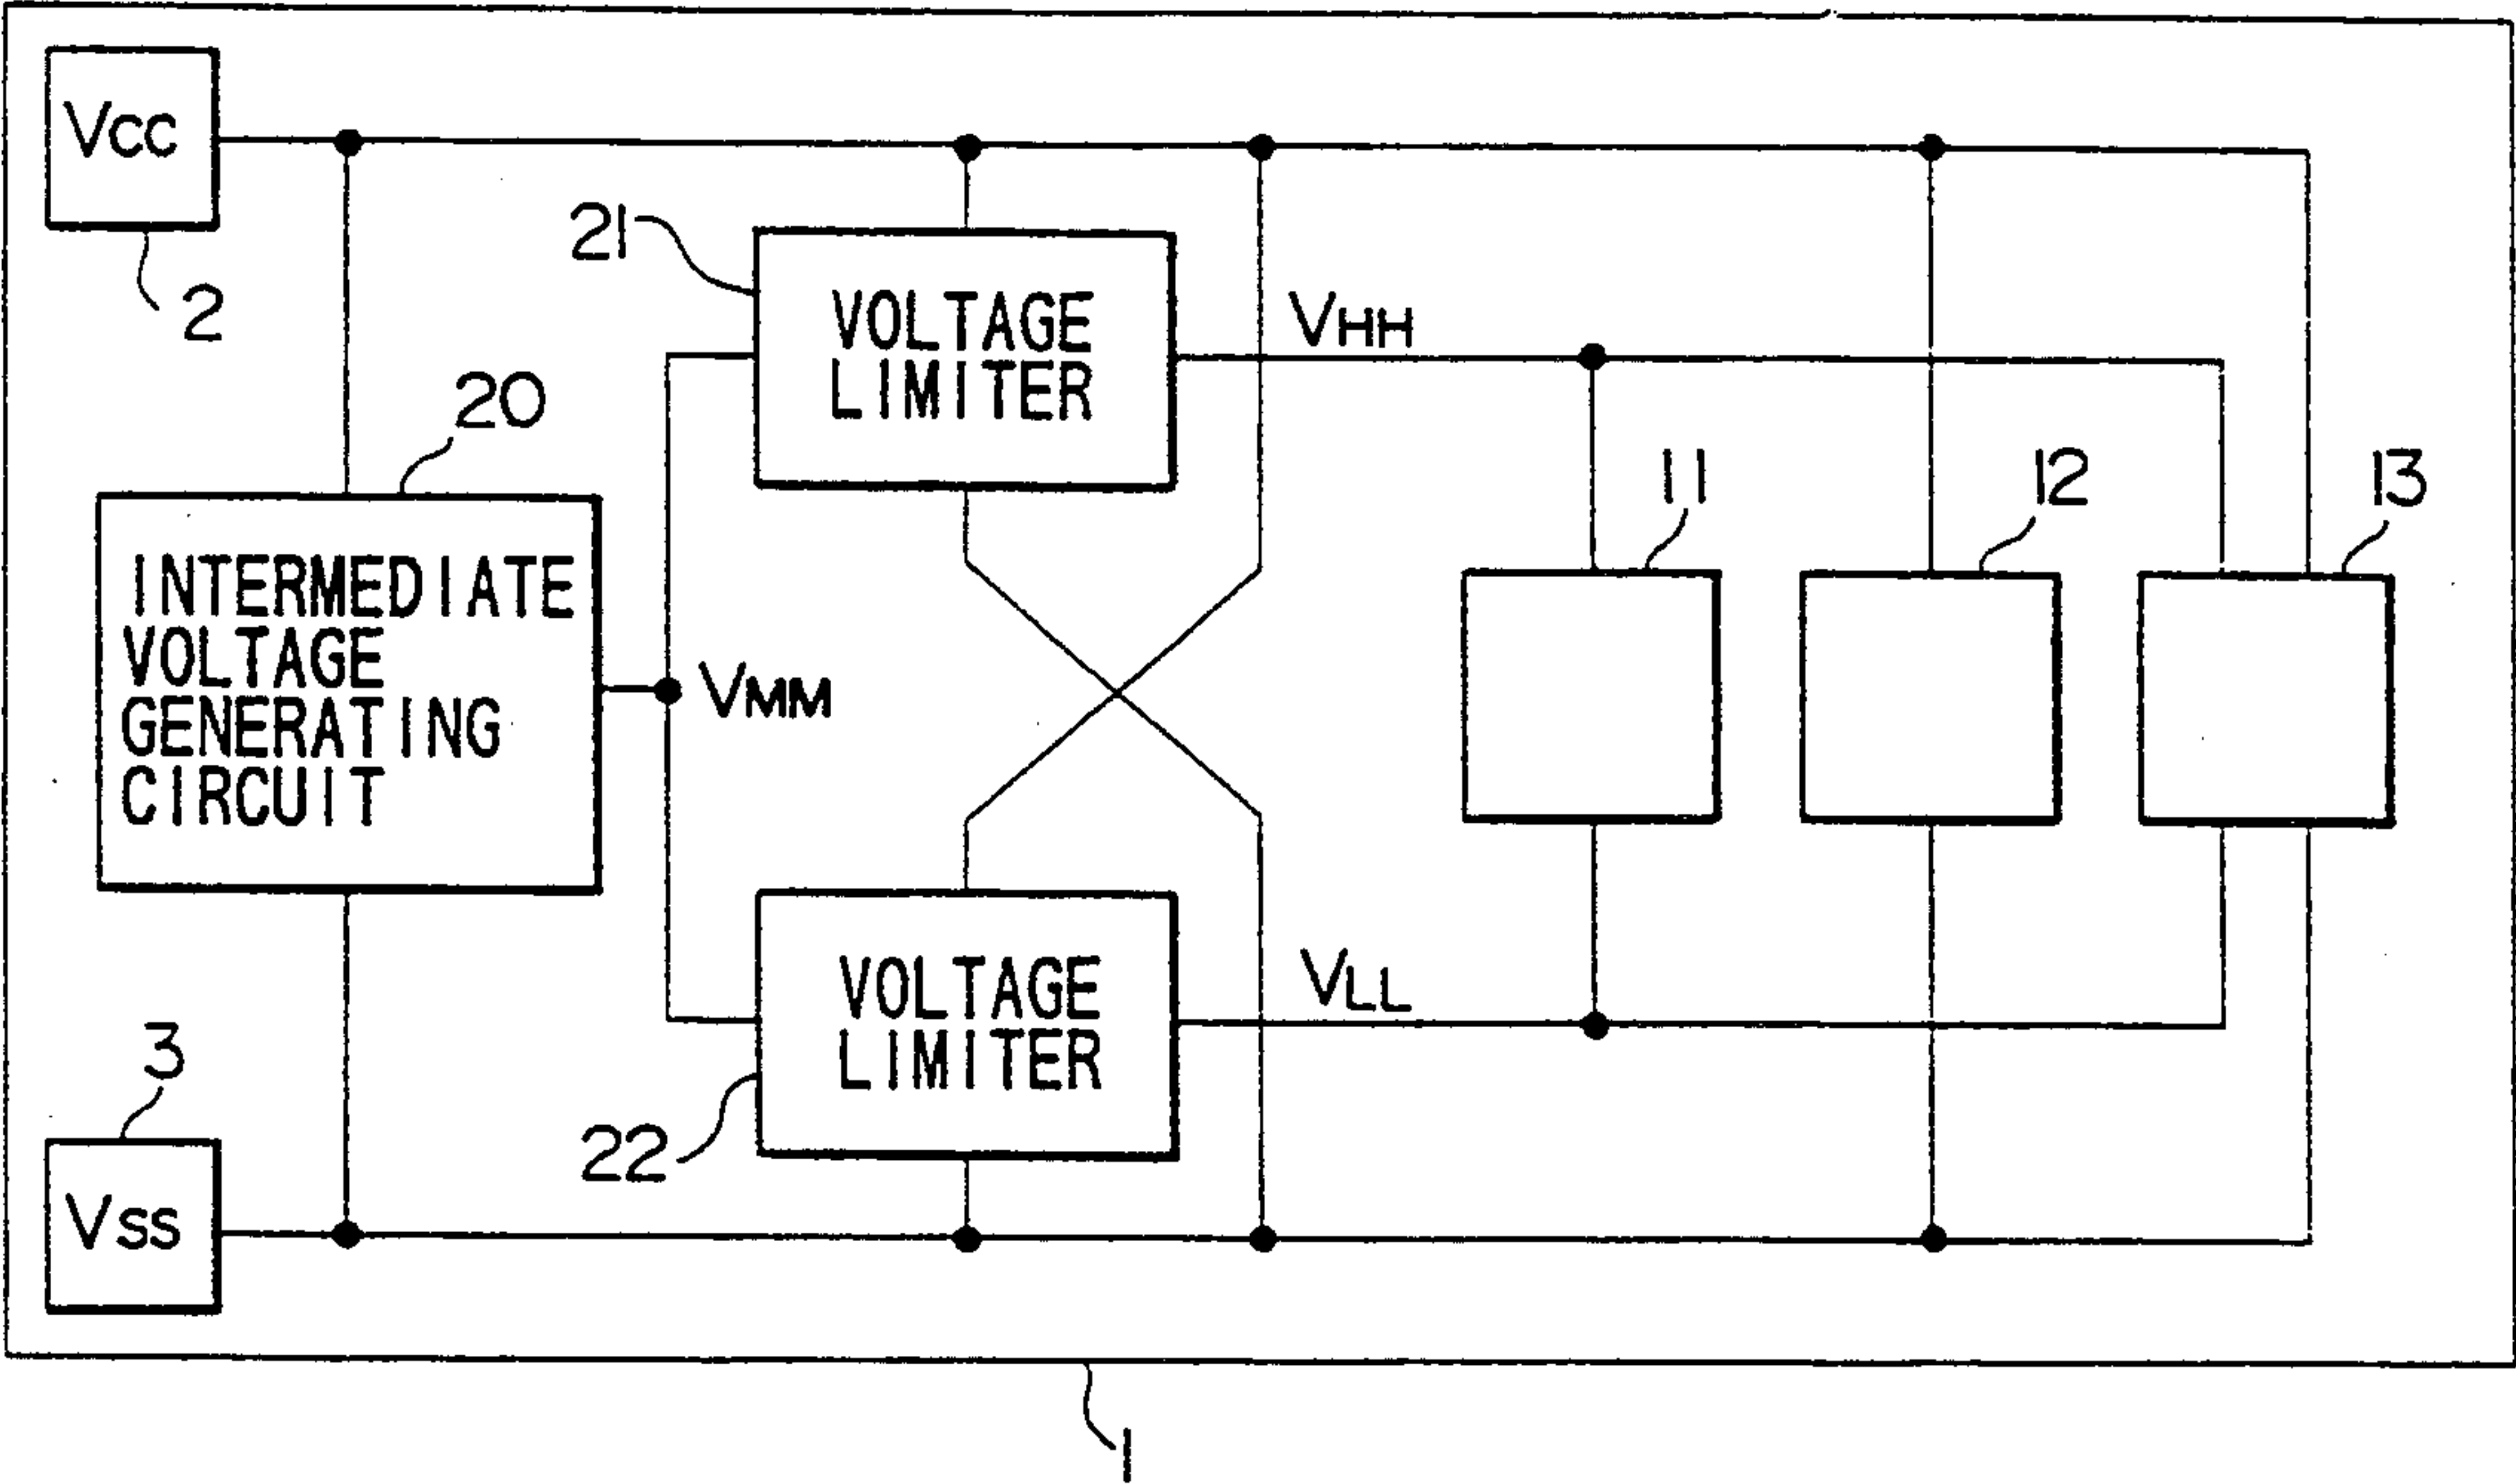 VCC
2
21
VOLTAGE
LIMITER
VHH
20
11
12
13
INTERMEDIATE
VOLTAGE
GENERATING
CIRCUIT
VMM
VOLTAGE
LIMITER
VLL
22
3
VSS
1